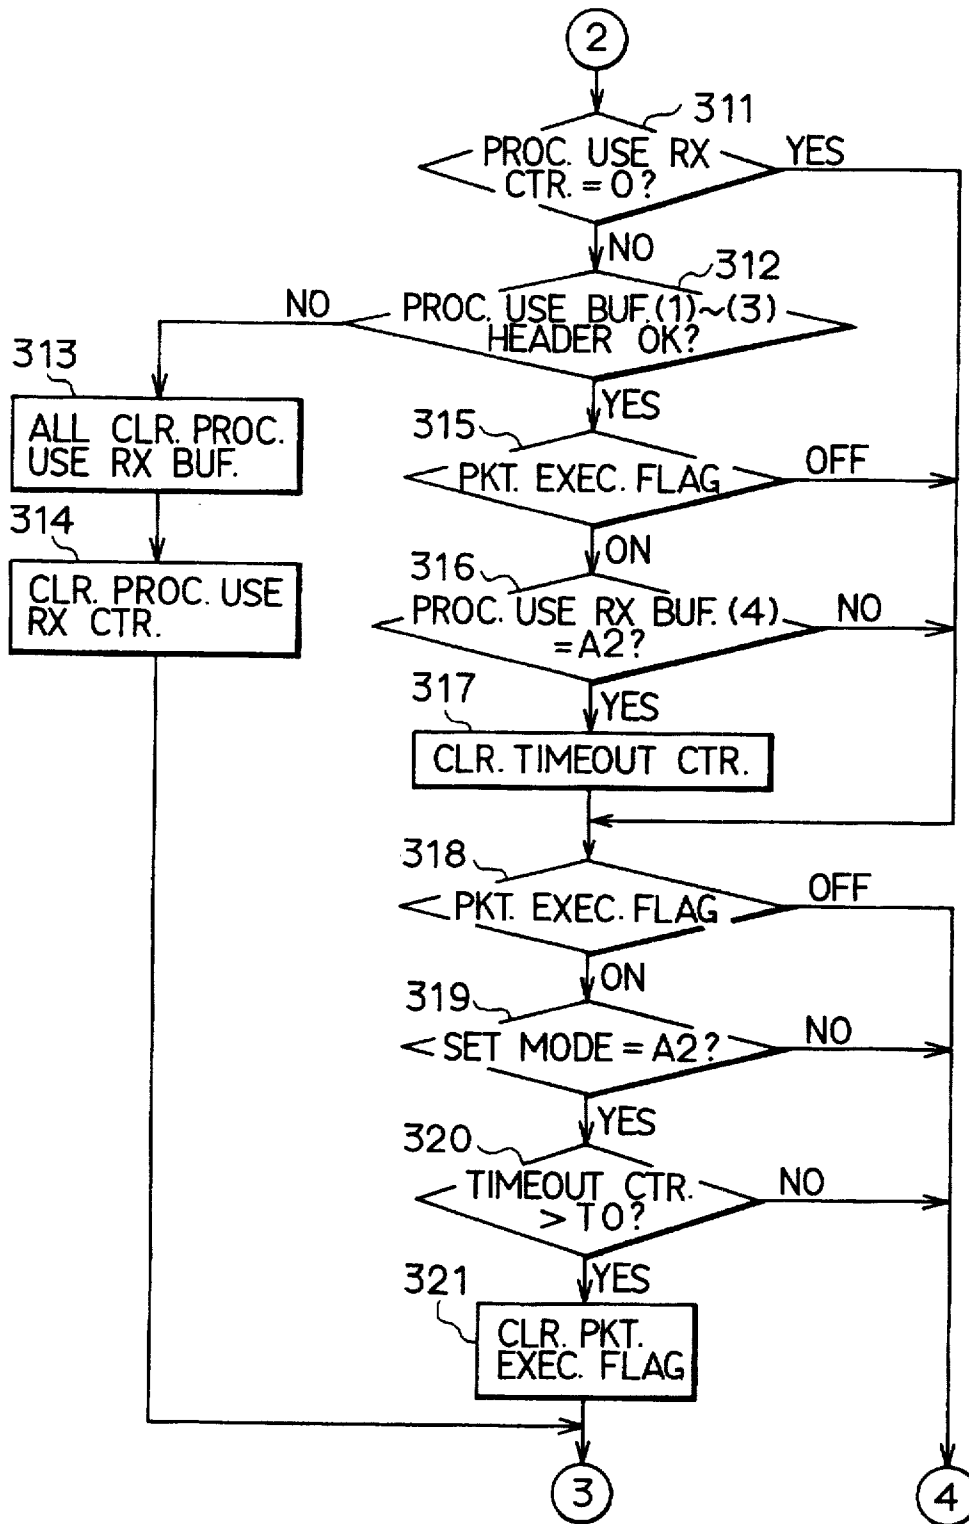 2
311
PROC. USE RX
CTR. = 0?
YES
NO
312
PROC. USE BUF.(1)~(3)
HEADER OK?
NO
YES
313
ALL CLR. PROC.
USE RX BUF.
314
CLR. PROC. USE
RX CTR.
315
PKT. EXEC. FLAG
OFF
ON
316
PROC. USE RX BUF.(4)
=A2?
NO
YES
317
CLR. TIMEOUT CTR.
318
PKT. EXEC. FLAG
OFF
ON
319
SET MODE = A2?
NO
YES
320
TIMEOUT CTR.
> T0?
NO
YES
321
CLR. PKT.
EXEC. FLAG
3
4